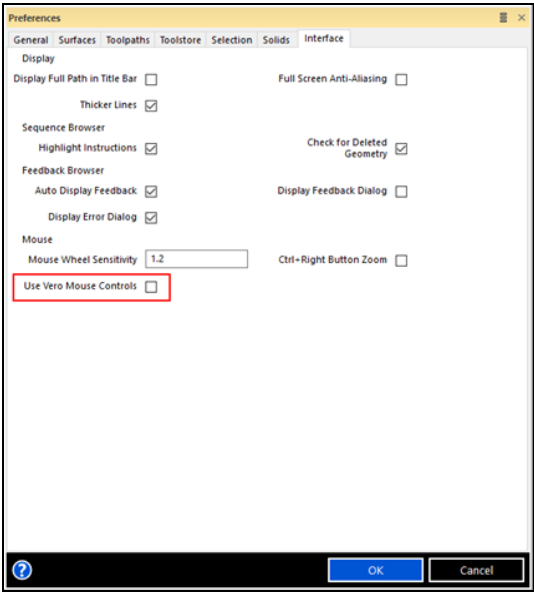 Preferences
General Surfaces Toolpaths Toolstore Selection Solids Interface
Display
Display Full Path in Title Bar Full Screen Anti-Aliasing
Thicker Lines
Sequence Browser
Highlight Instructions Check for Deleted
Geometry
Feedback Browser
Auto Display Feedback Display Feedback Dialog
Display Error Dialog
Mouse
Mouse Wheel Sensitivity 1.2 Ctrl+Right Button Zoom
Use Vero Mouse Controls
? OK Cancel